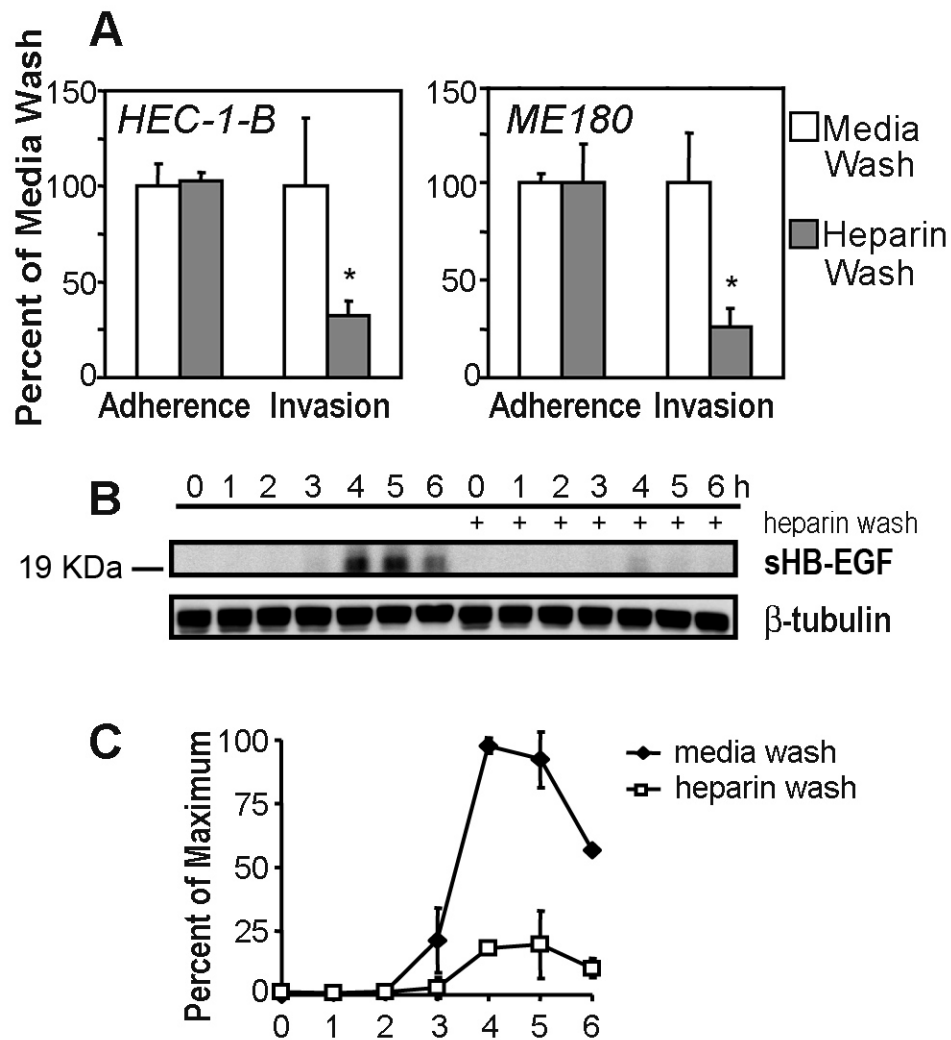 A
Percent of Media Wash
150
100
50
0
HEC-1-B
*
Adherence Invasion
150
100
50
0
ME180
*
Adherence Invasion
Media
Wash
Heparin
Wash
B
0 1 2 3 4 5 6 0 1 2 3 4 5 6 h
+ + + + + + + heparin wash
19 KDa
sHB-EGF
β-tubulin
C
Percent of Maximum
100
75
50
25
0
0 1 2 3 4 5 6
media wash
heparin wash